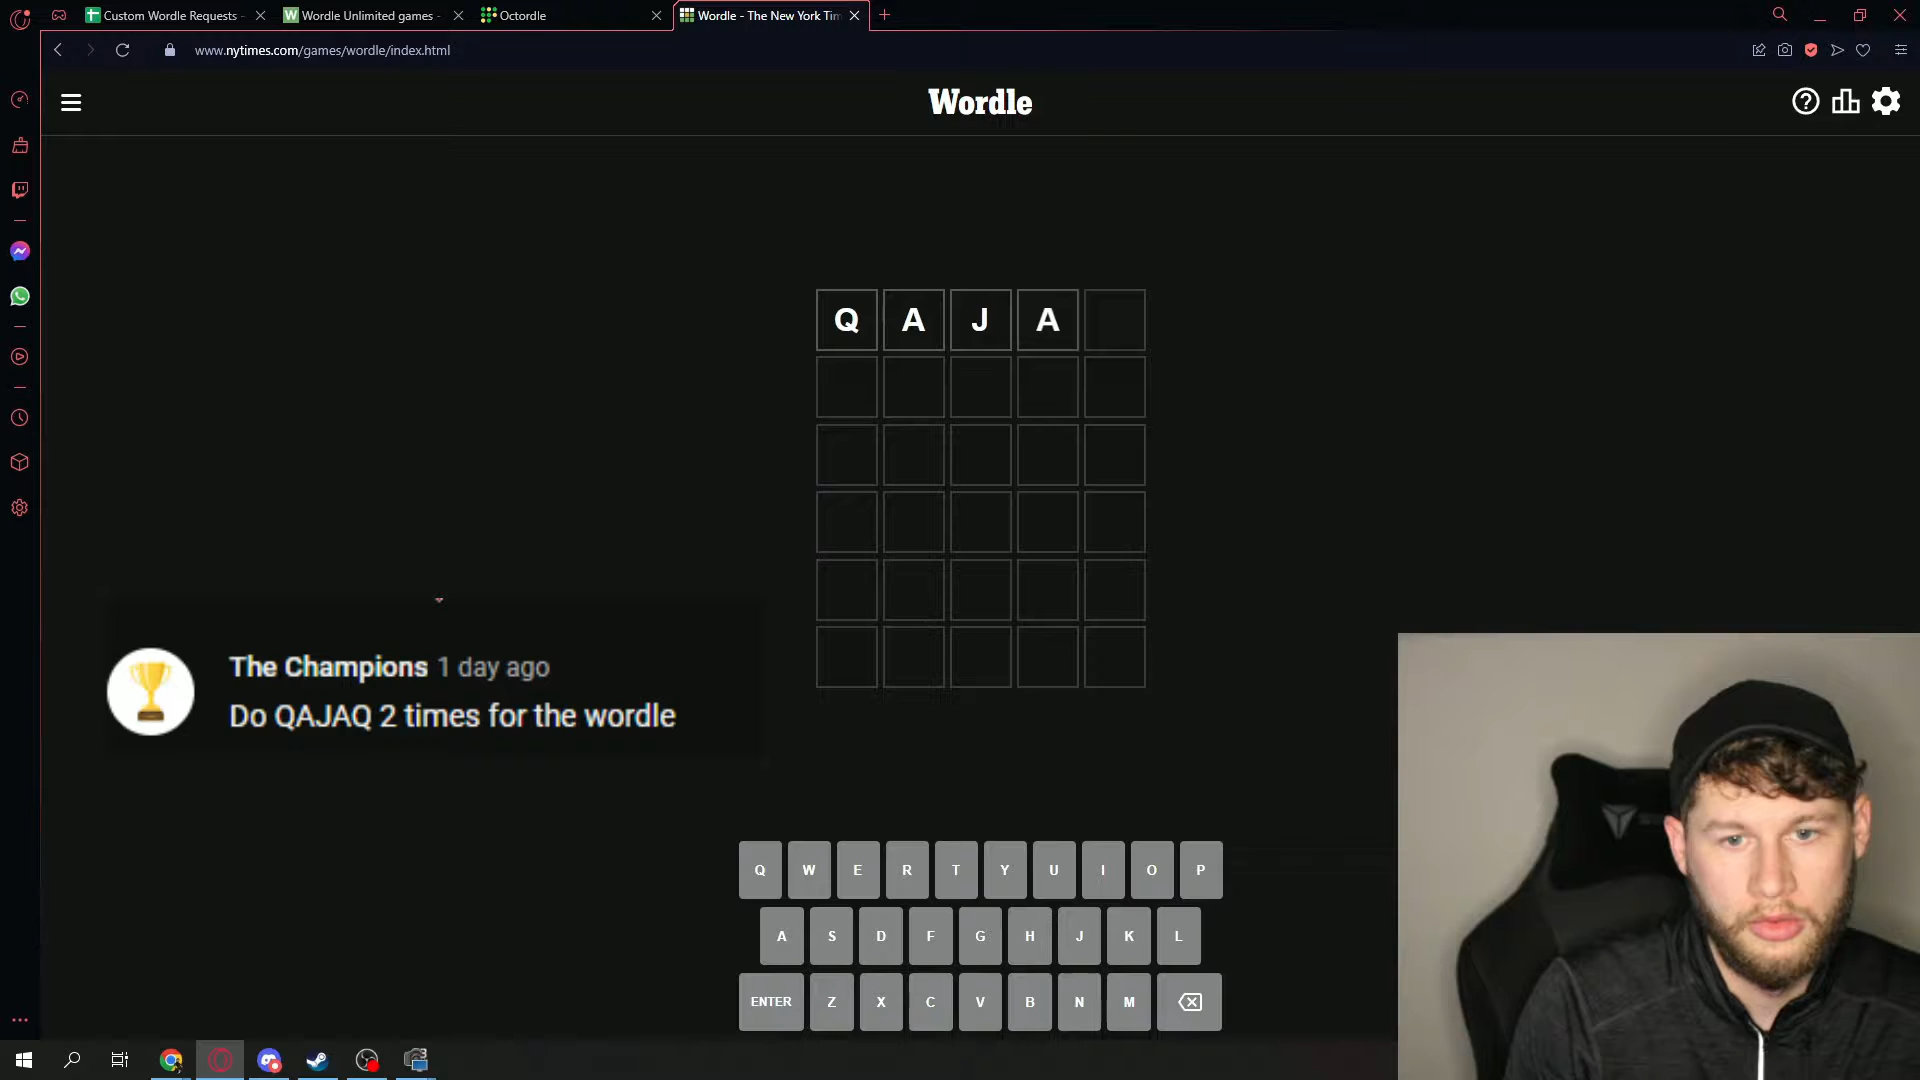 Custom Wordle Requests -
Wordle Unlimited games -
Octordle
Wordle - The New York Tim
www.nytimes.com/games/wordle/index.html
Wordle
Q A J A
The Champions 1 day ago
Do QAJAQ 2 times for the wordle
Q W E R T Y U I O P
A S D F G H J K L
ENTER Z X C V B N M